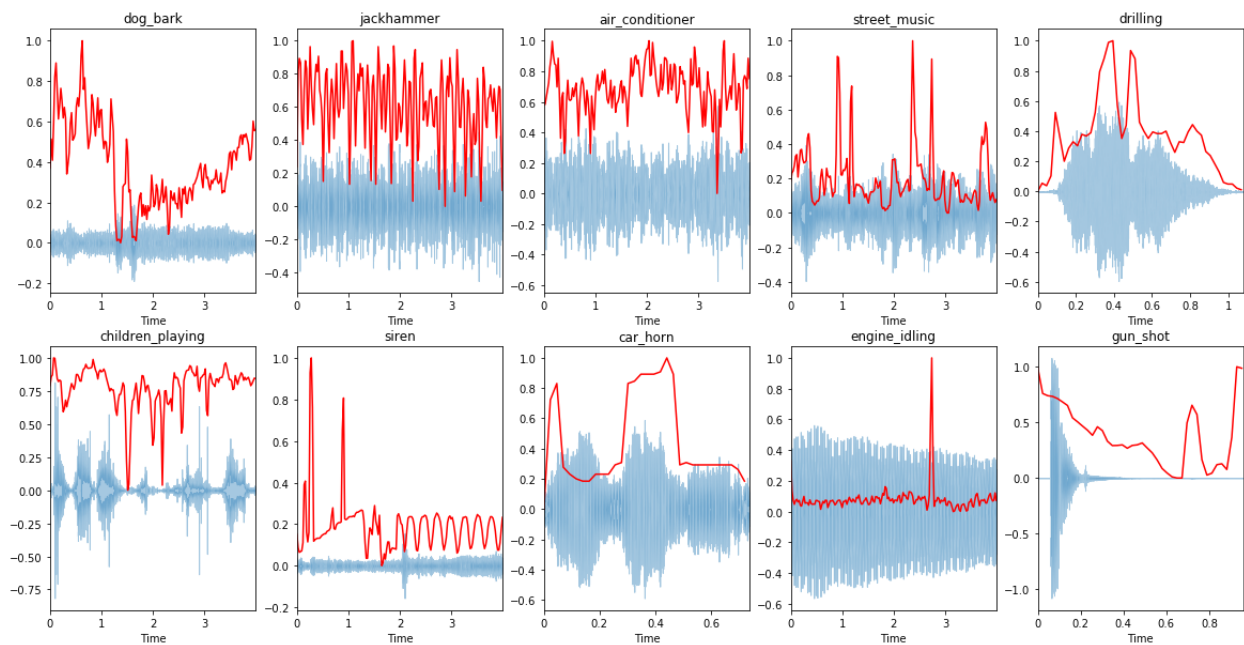 dog_bark
1.0
0.8
0.6
0.4
0.2
0.0
−0.2
0 1 2 3
Time
jackhammer
1.0
0.8
0.6
0.4
0.2
0.0
−0.2
−0.4
0 1 2 3
Time
air_conditioner
1.0
0.8
0.6
0.4
0.2
0.0
−0.2
−0.4
−0.6
0 1 2 3
Time
street_music
1.0
0.8
0.6
0.4
0.2
0.0
−0.2
−0.4
0 1 2 3
Time
drilling
1.0
0.8
0.6
0.4
0.2
0.0
−0.2
−0.4
−0.6
0 0.2 0.4 0.6 0.8 1
Time
children_playing
1.00
0.75
0.50
0.25
0.00
−0.25
−0.50
−0.75
0 1 2 3
Time
siren
1.0
0.8
0.6
0.4
0.2
0.0
−0.2
0 1 2 3
Time
car_horn
1.0
0.8
0.6
0.4
0.2
0.0
−0.2
−0.4
−0.6
0 0.2 0.4 0.6
Time
engine_idling
1.0
0.8
0.6
0.4
0.2
0.0
−0.2
−0.4
−0.6
0 1 2 3
Time
gun_shot
1.0
0.5
0.0
−0.5
−1.0
0 0.2 0.4 0.6 0.8
Time